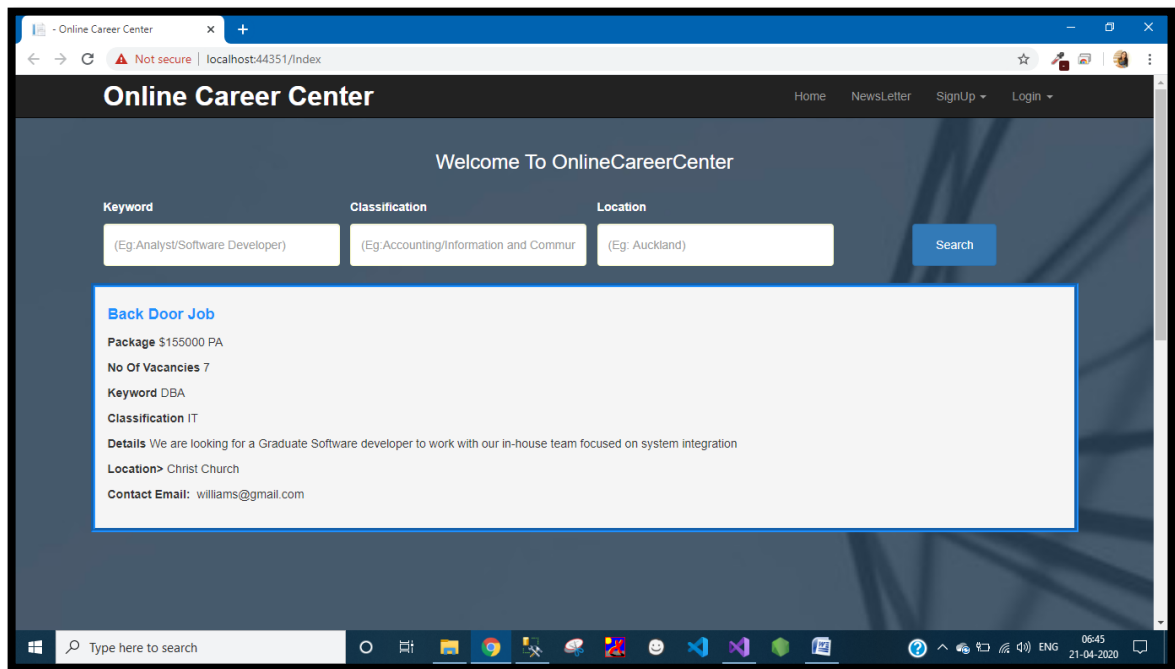 - Online Career Center
Not secure | localhost:44351/Index
Online Career Center
Home NewsLetter SignUp Login
Welcome To OnlineCareerCenter
Keyword Classification Location
(Eg:Analyst/Software Developer) (Eg:Accounting/Information and Commur (Eg: Auckland) Search
Back Door Job
Package $155000 PA
No Of Vacancies 7
Keyword DBA
Classification IT
Details We are looking for a Graduate Software developer to work with our in-house team focused on system integration
Location> Christ Church
Contact Email: williams@gmail.com
Type here to search ENG 06:45
21-04-2020